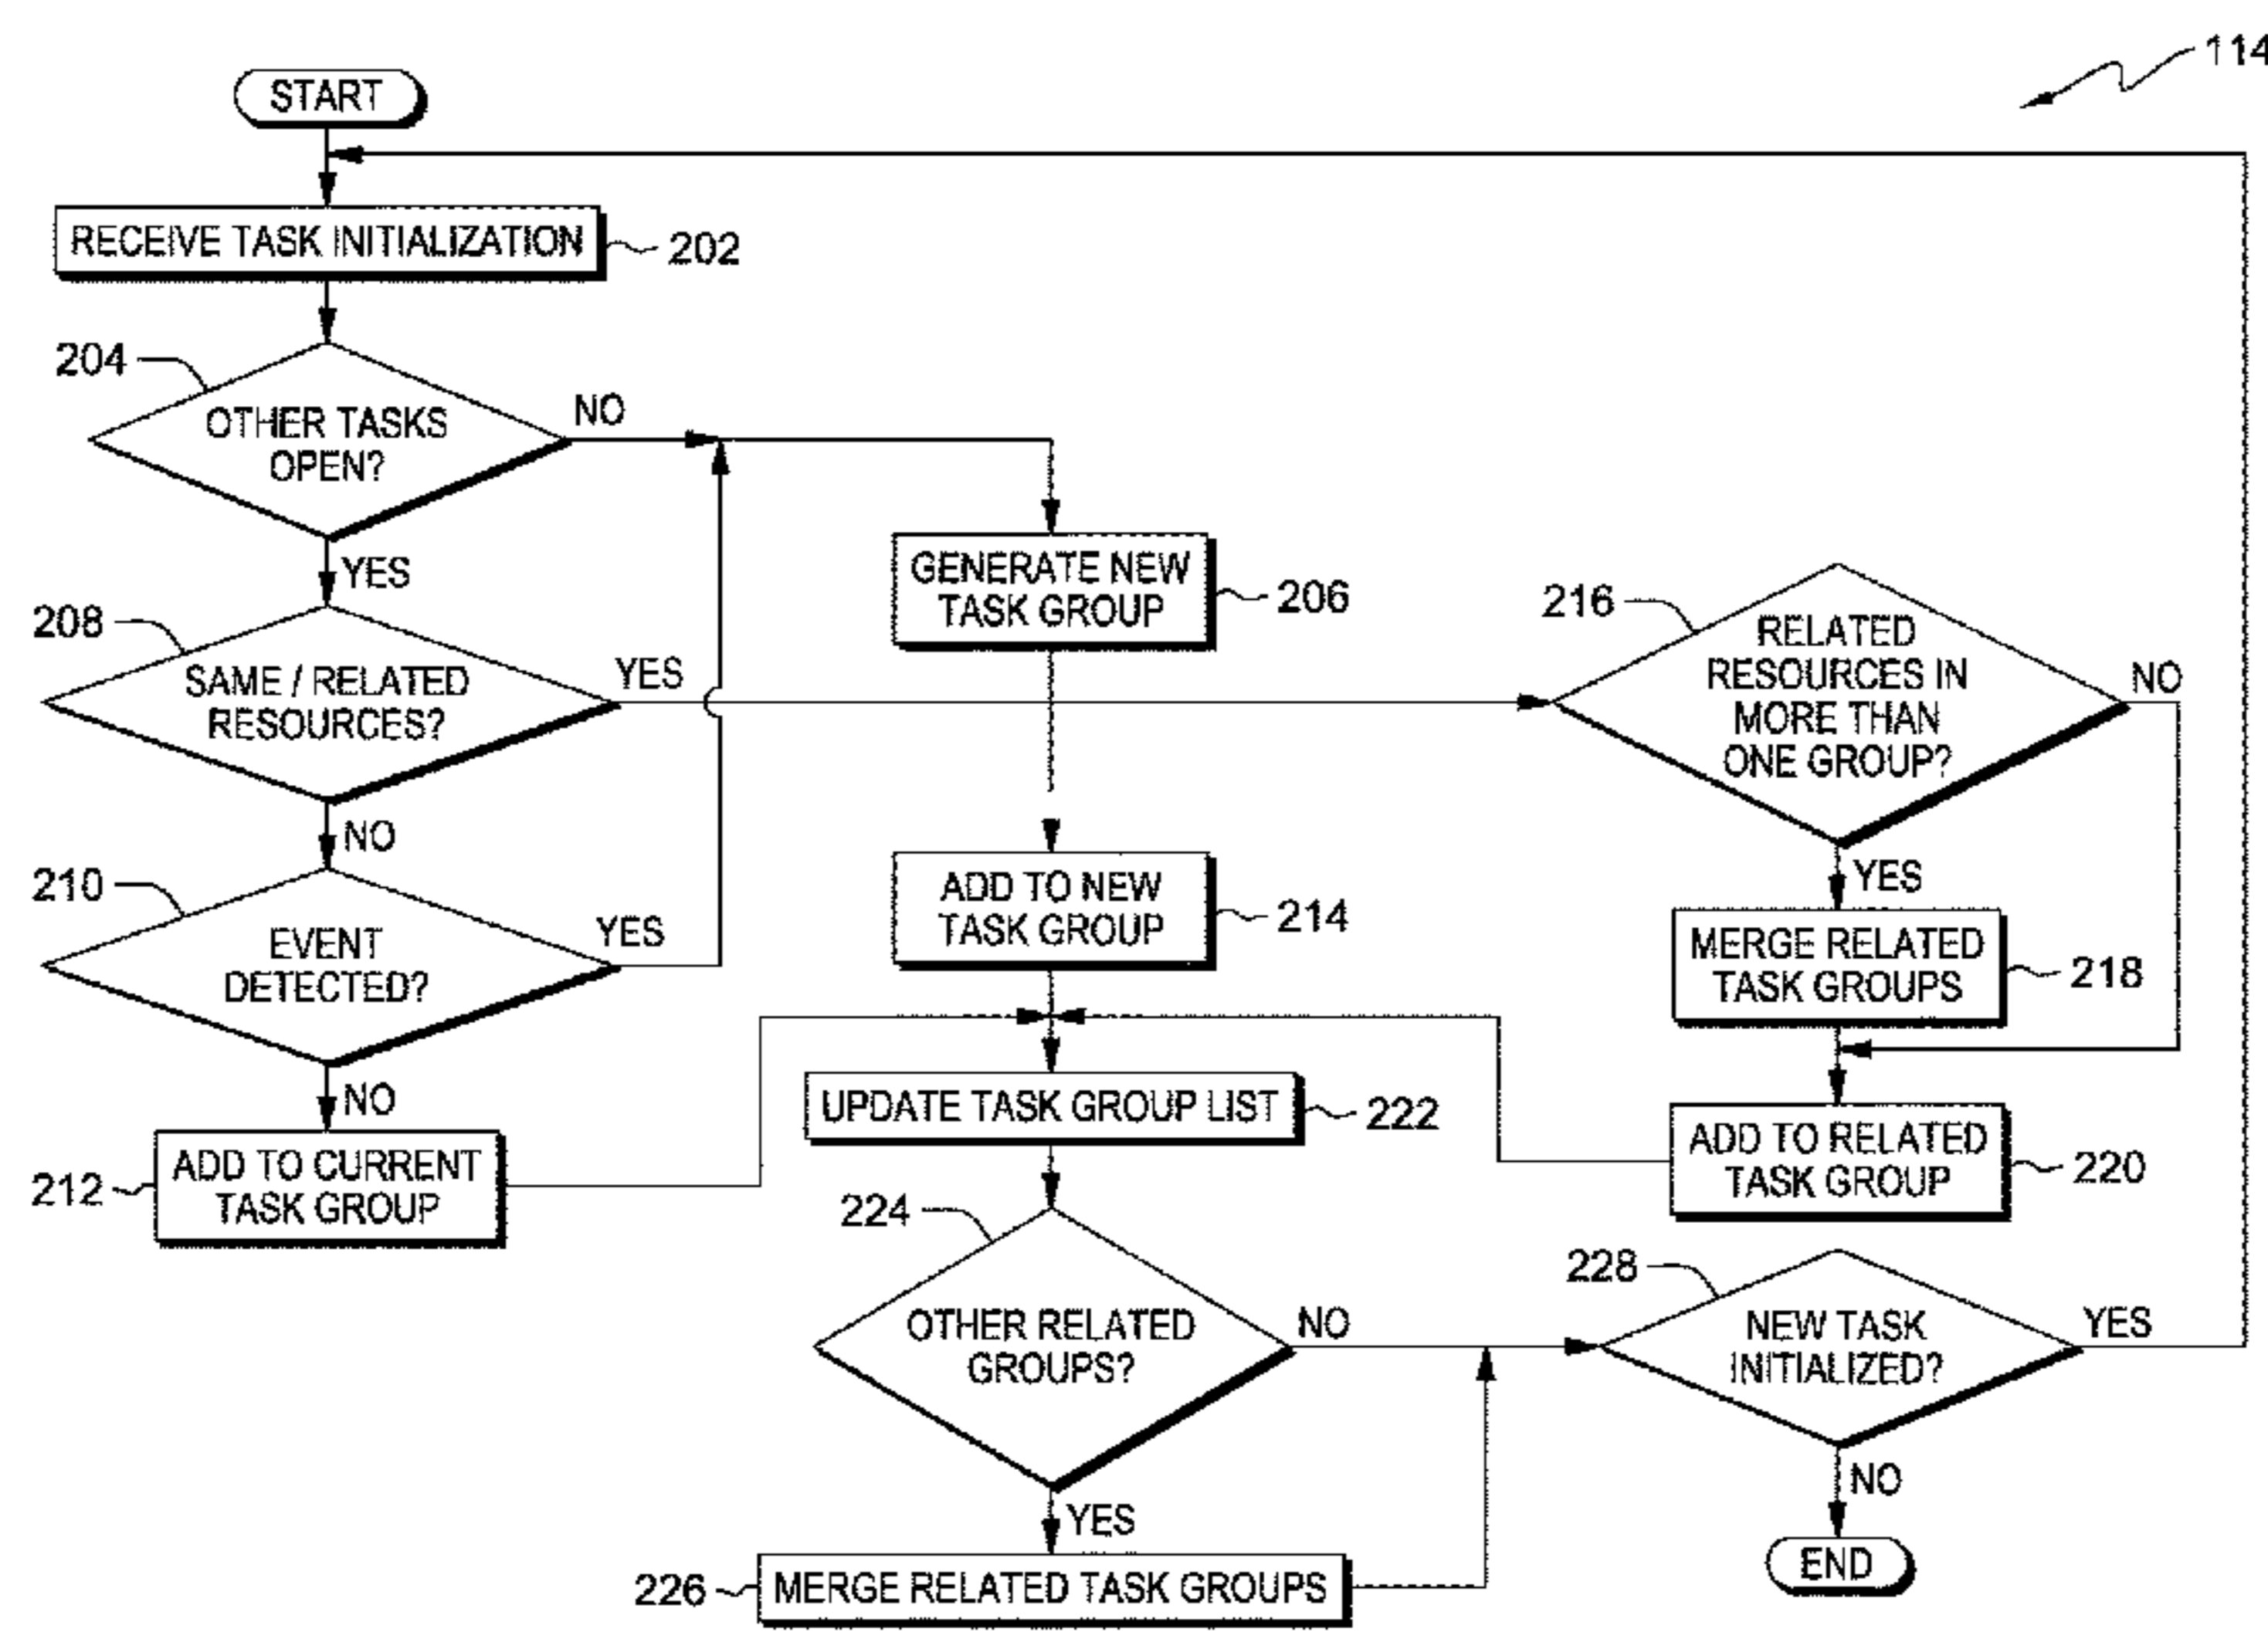 114
START
RECEIVE TASK INITIALIZATION
202
204
OTHER TASKS
OPEN?
NO
YES
GENERATE NEW
TASK GROUP
206
208
SAME / RELATED
RESOURCES?
YES
NO
216
RELATED
RESOURCES IN
MORE THAN
ONE GROUP?
NO
YES
210
EVENT
DETECTED?
YES
NO
ADD TO NEW
TASK GROUP
214
MERGE RELATED
TASK GROUPS
218
212
ADD TO CURRENT
TASK GROUP
UPDATE TASK GROUP LIST
222
ADD TO RELATED
TASK GROUP
220
224
OTHER RELATED
GROUPS?
NO
YES
228
NEW TASK
INITIALIZED?
YES
NO
226
MERGE RELATED TASK GROUPS
END